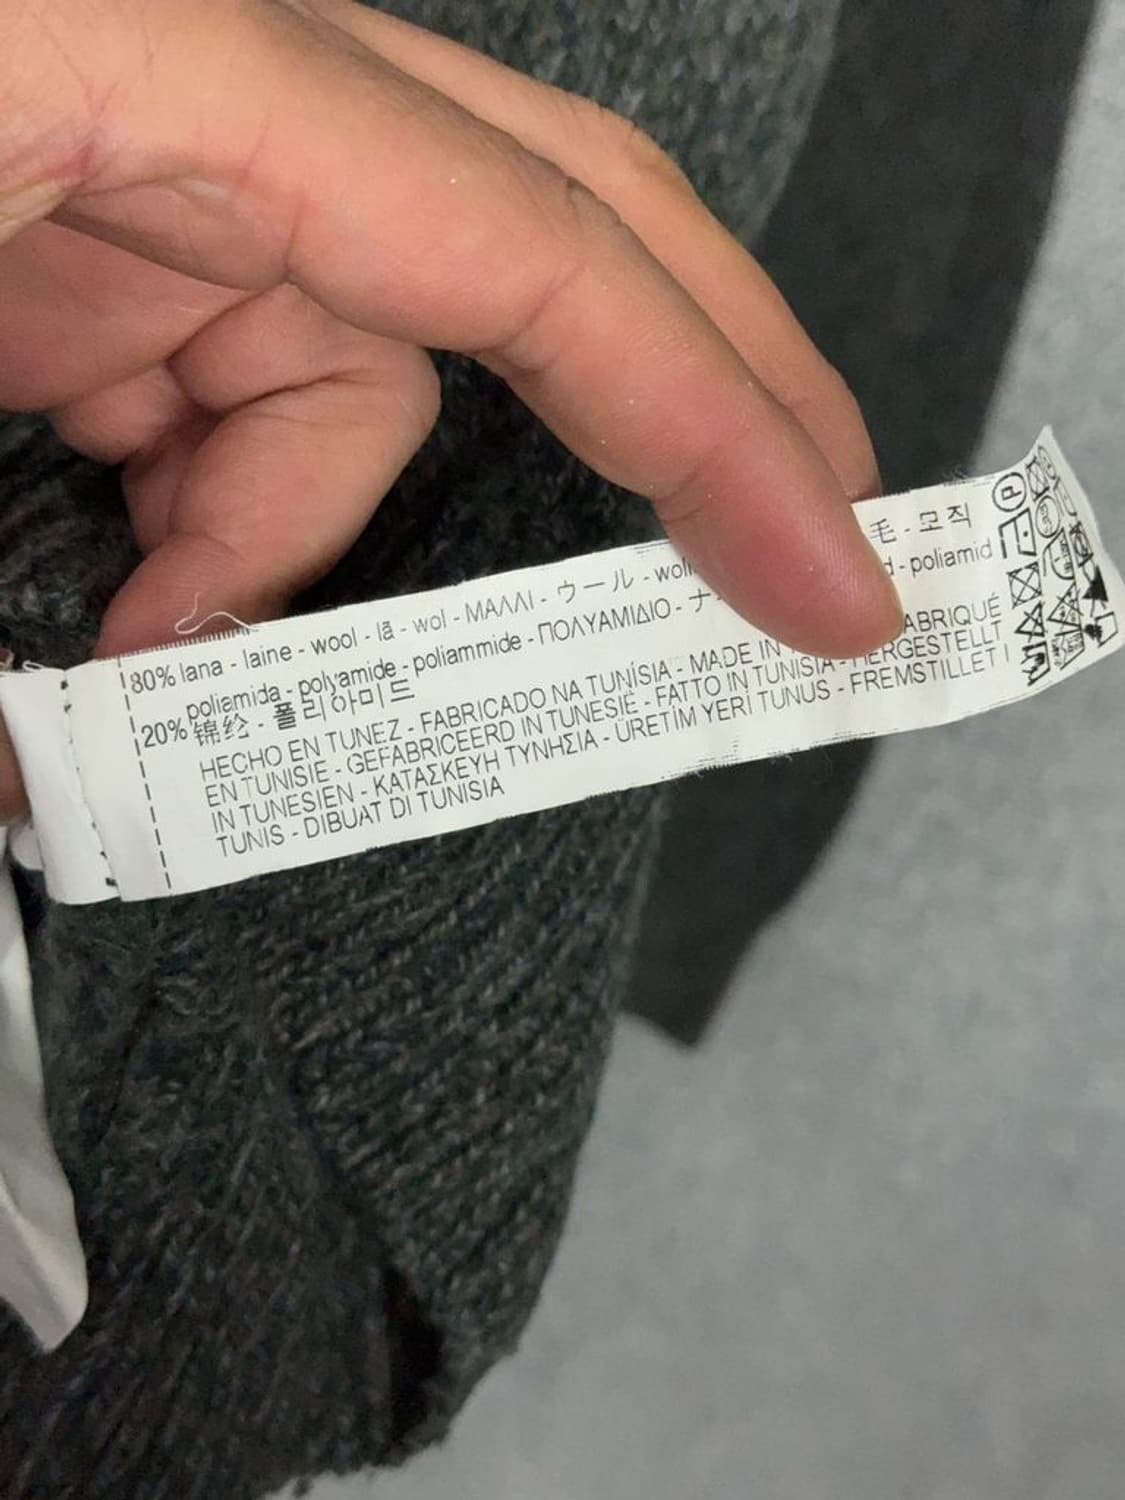 80% lana - laine - wool - lã - wol - ΜΑΛΛΙ - ウール - 毛 - 모직
poliamida - polyamide - poliammide - ΠΟΛΥΑΜΙΔΙΟ - poliamid
20% 锦纶 - 폴리아미드
HECHO EN TUNEZ - FABRICADO NA TUNÍSIA - MADE IN
EN TUNISIE - GEFABRICEERD IN TUNESIË - FATTO IN TUNISIA - HERGESTELLT
IN TUNESIEN - ΚΑΤΑΣΚΕΥΗ ΤΥΝΗΣΙΑ - ÜRETİM YERİ TUNUS - FREMSTILLET I
TUNIS - DIBUAT DI TUNISIA